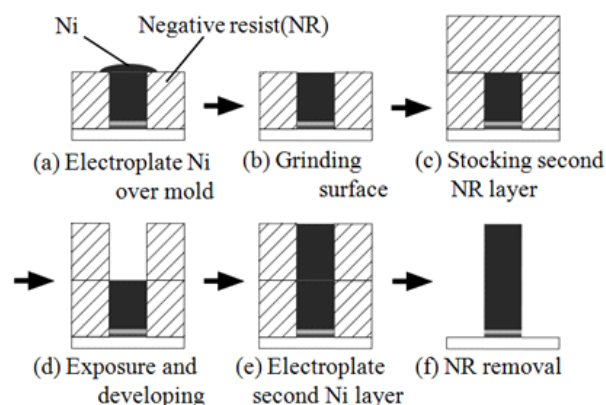 Ni
Negative resist(NR)
(a) Electroplate Ni
over mold
(b) Grinding
surface
(c) Stocking second
NR layer
(d) Exposure and
developing
(e) Electroplate
second Ni layer
(f) NR removal